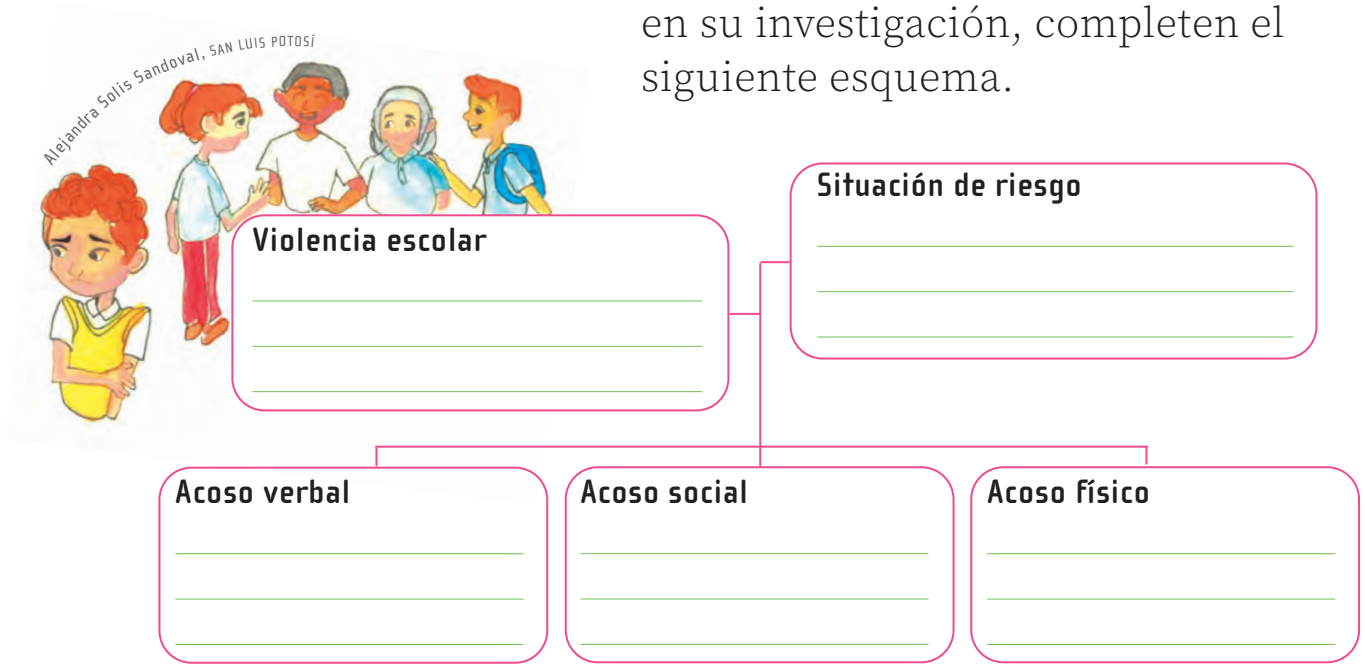 en su investigación, completen el
siguiente esquema.
Alejandra Solis Sandoval, SAN LUIS POTOSÍ
Situación de riesgo
Violencia escolar
Acoso verbal
Acoso social
Acoso físico